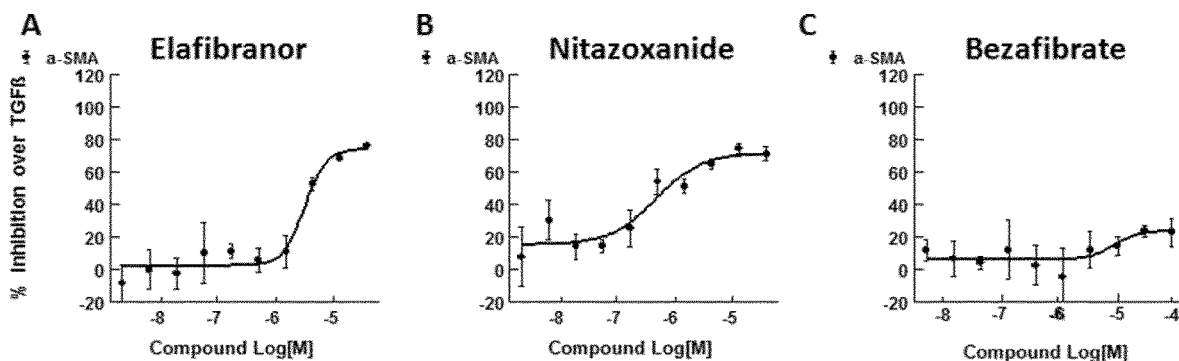 A
Elafibranor
a-SMA
% Inhibition over TGFß
120
100
80
60
40
20
0
-20
-8 -7 -6 -5
Compound Log[M]
B
Nitazoxanide
a-SMA
120
100
80
60
40
20
0
-20
-8 -7 -6 -5
Compound Log[M]
C
Bezafibrate
a-SMA
120
100
80
60
40
20
0
-20
-8 -7 -6 -5 -4
Compound Log[M]